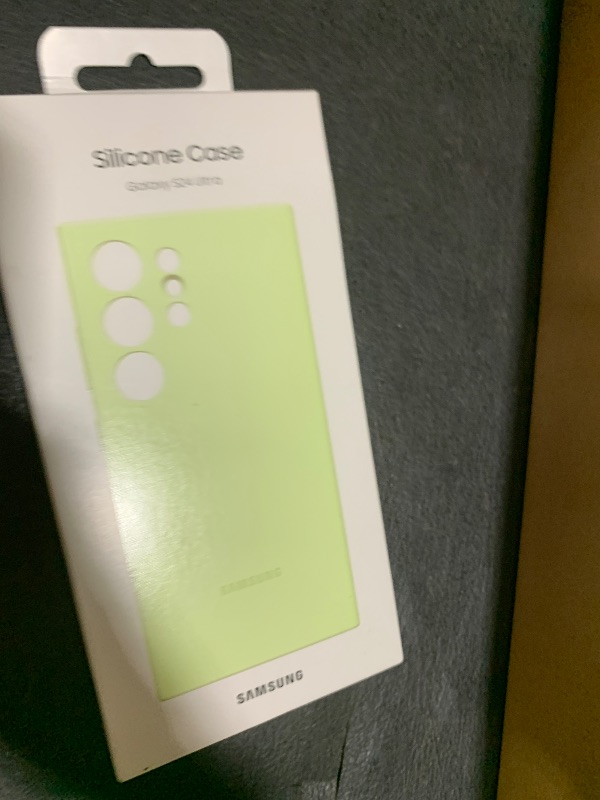 Silicone Case
Galaxy S24 Ultra
SAMSUNG
SAMSUNG